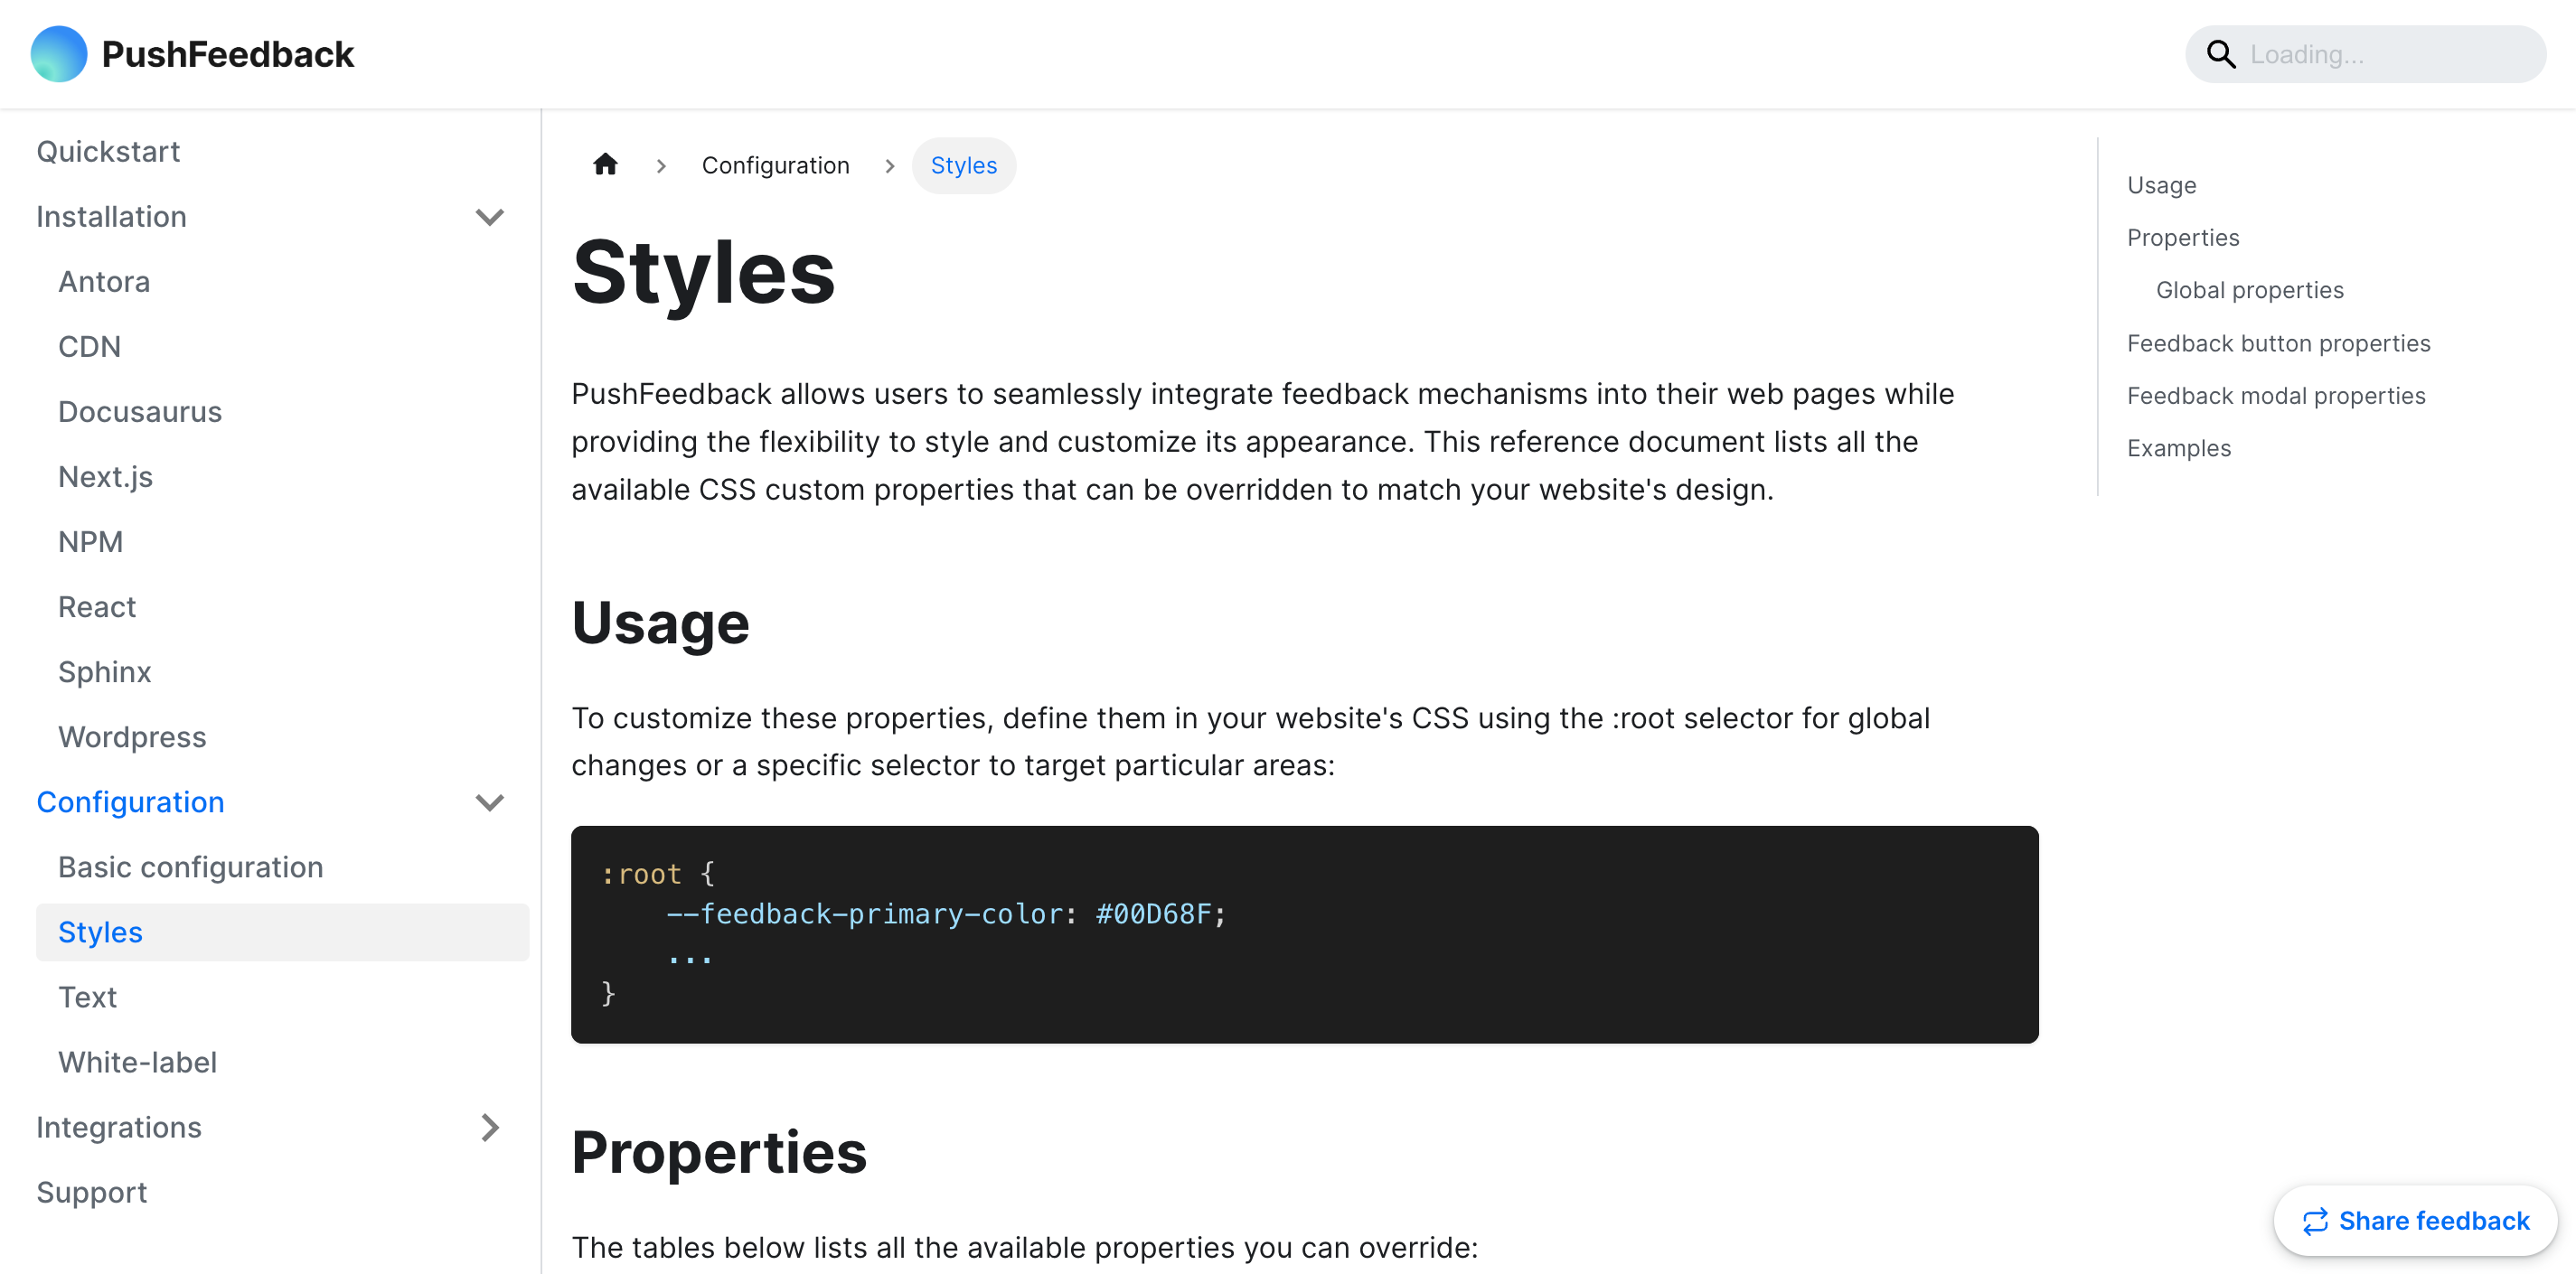 PushFeedback
Loading...
Quickstart
Installation
Antora
CDN
Docusaurus
Next.js
NPM
React
Sphinx
Wordpress
Configuration
Basic configuration
Styles
Text
White-label
Integrations
Support
Configuration
Styles
Styles
PushFeedback allows users to seamlessly integrate feedback mechanisms into their web pages while
providing the flexibility to style and customize its appearance. This reference document lists all the
available CSS custom properties that can be overridden to match your website's design.
Usage
To customize these properties, define them in your website's CSS using the :root selector for global
changes or a specific selector to target particular areas:
:root {
    --feedback-primary-color: #00D68F;
    ...
}
Properties
The tables below lists all the available properties you can override:
Usage
Properties
Global properties
Feedback button properties
Feedback modal properties
Examples
Share feedback